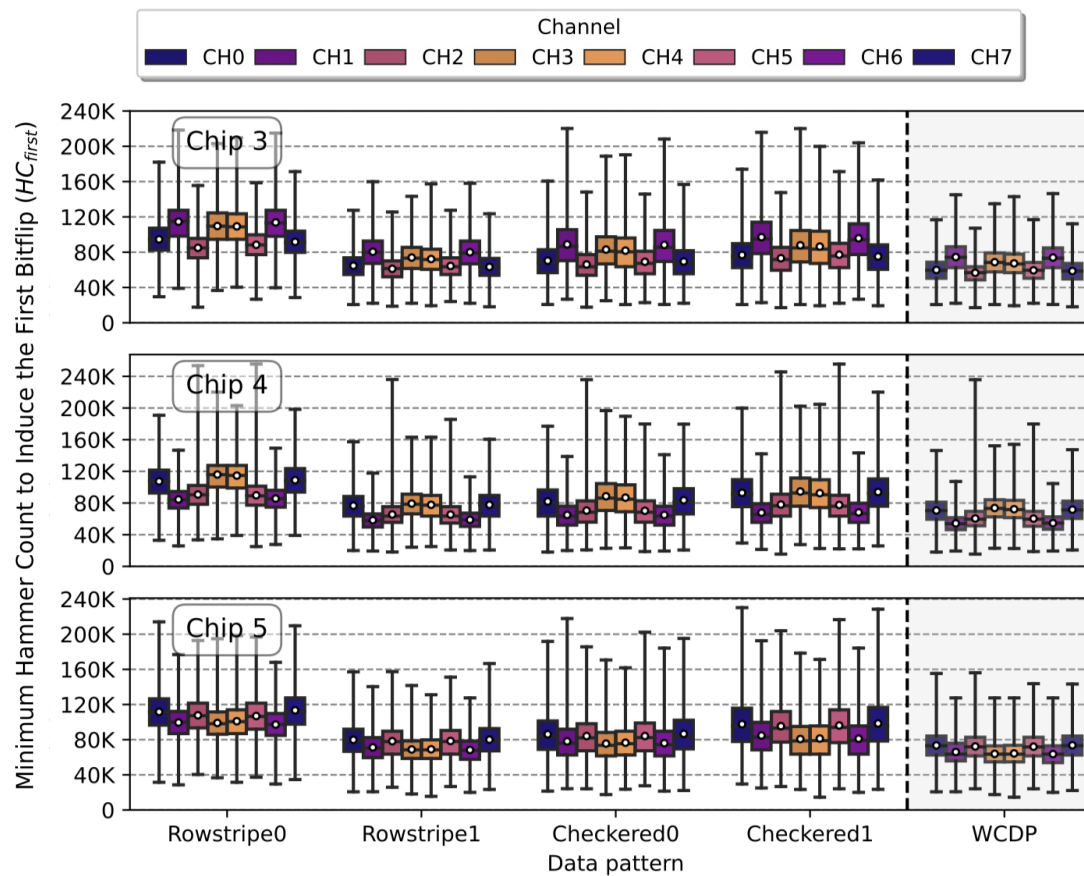 Channel
CH0 CH1 CH2 CH3 CH4 CH5 CH6 CH7
Minimum Hammer Count to Induce the First Bitflip (HCfirst)
240K
200K
160K
120K
80K
40K
0
Chip 3
240K
200K
160K
120K
80K
40K
0
Chip 4
240K
200K
160K
120K
80K
40K
0
Chip 5
Rowstripe0 Rowstripe1 Checkered0 Checkered1 WCDP
Data pattern